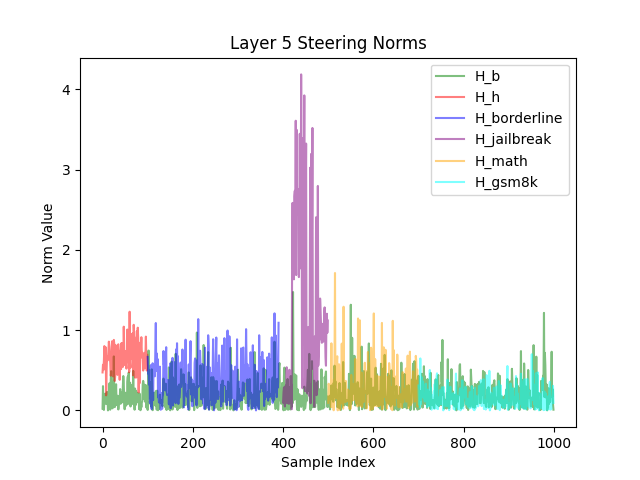 Layer 5 Steering Norms
H_b
H_h
H_borderline
H_jailbreak
H_math
H_gsm8k
Norm Value
4
3
2
1
0
0
200
400
600
800
1000
Sample Index